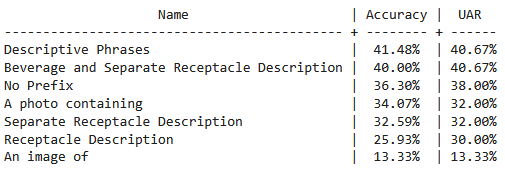 Name | Accuracy | UAR
------------------------------------------ + -------- + ------
Descriptive Phrases | 41.48% | 40.67%
Beverage and Separate Receptacle Description | 40.00% | 40.67%
No Prefix | 36.30% | 38.00%
A photo containing | 34.07% | 32.00%
Separate Receptacle Description | 32.59% | 32.00%
Receptacle Description | 25.93% | 30.00%
An image of | 13.33% | 13.33%